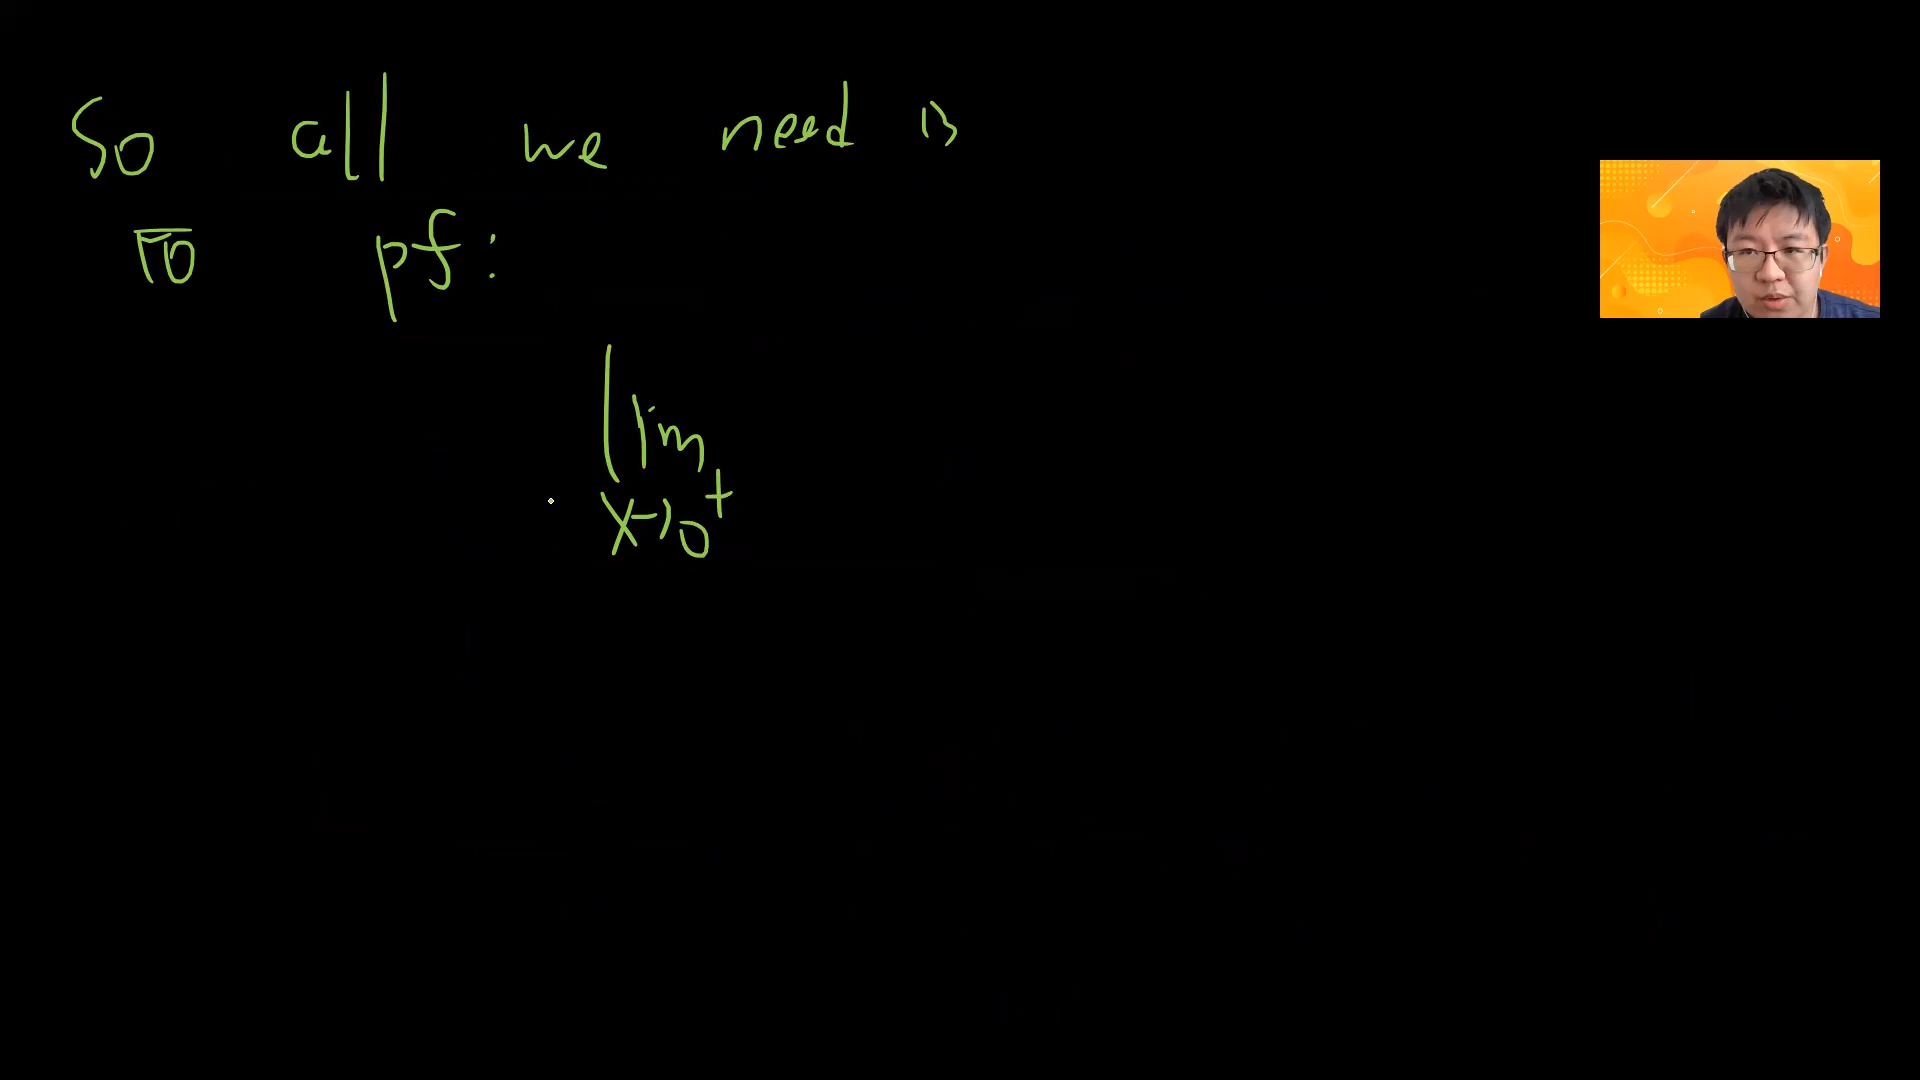 So all we need is
to pf:
lim
x→0⁺